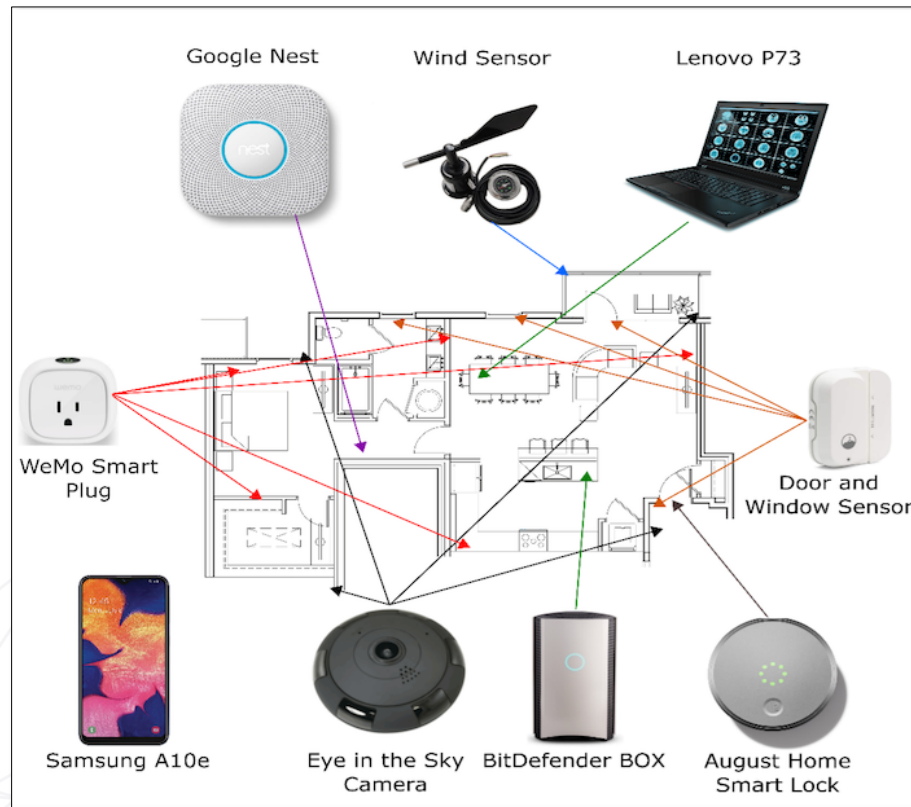 Google Nest
Wind Sensor
Lenovo P73
nest
WeMo Smart
Plug
Door and
Window Sensor
Samsung A10e
Eye in the Sky
Camera
BitDefender BOX
August Home
Smart Lock